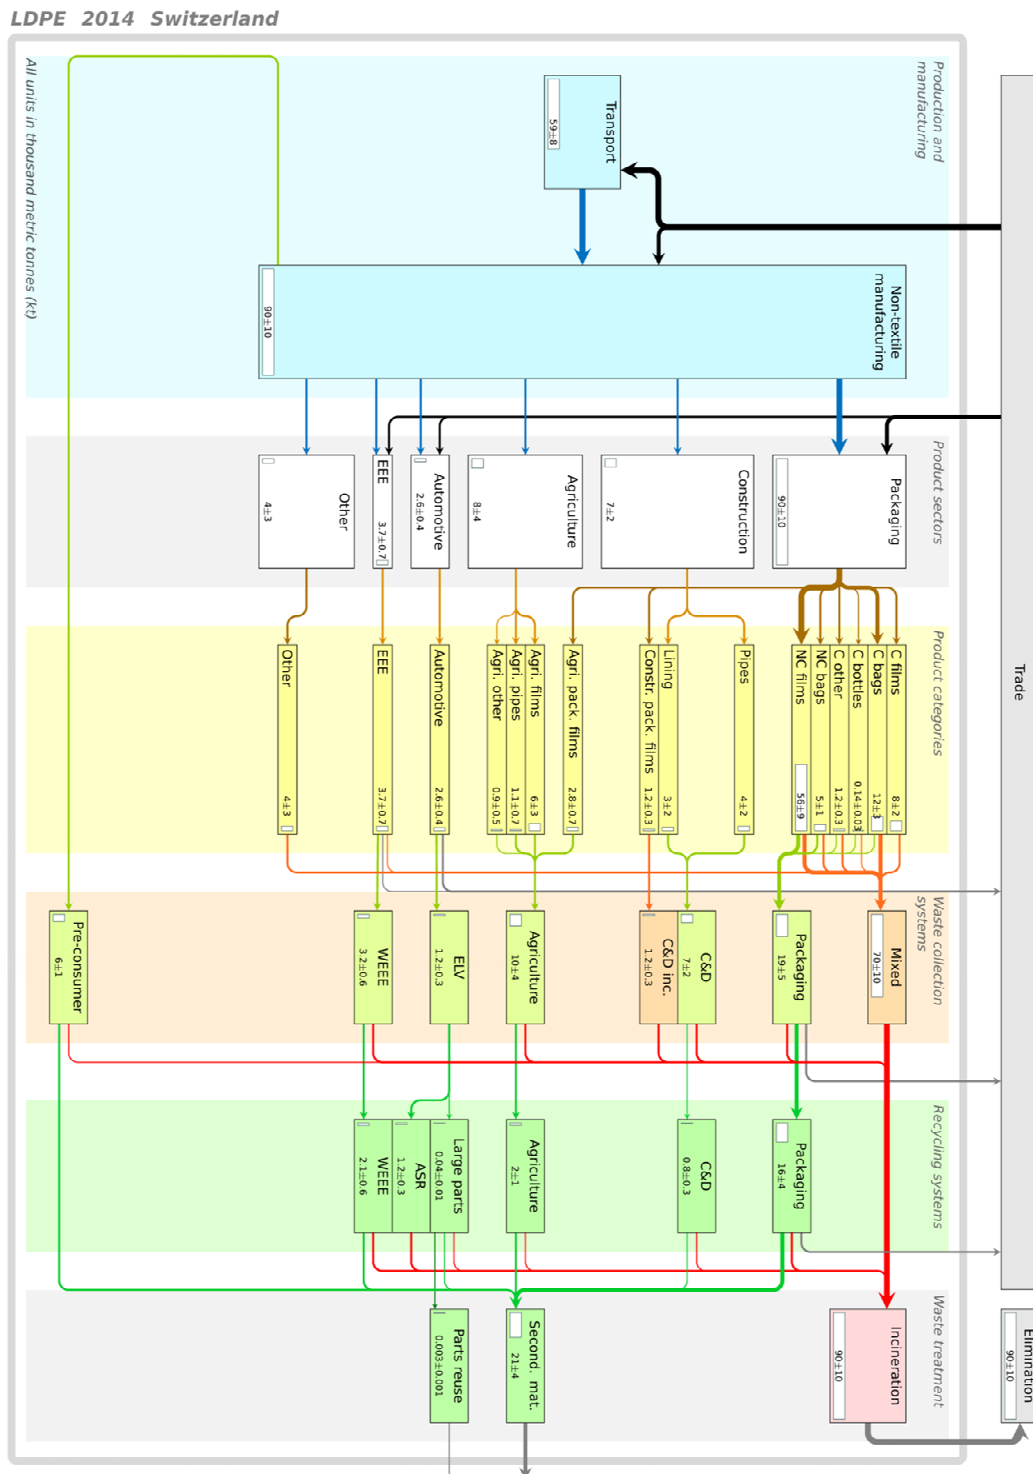 LDPE 2014 Switzerland
All units in thousand metric tonnes (kt)
Production and
manufacturing
Transport
59±8
Non-textile
manufacturing
90±10
Trade
Product sectors
Packaging
90±10
Construction
7±2
Agriculture
8±4
Automotive
2.6±0.4
EEE
3.7±0.7
Other
4±3
Product categories
C films
8±2
C bags
12±3
C bottles
0.14±0.03
C other
1.2±0.3
NC bags
5±1
NC films
56±9
Pipes
4±2
Lining
3±2
Constr. pack. films
1.2±0.3
Agri. pack. films
2.8±0.7
Agri. films
6±3
Agri. pipes
1.1±0.7
Agri. other
0.9±0.5
Automotive
2.6±0.4
EEE
3.7±0.7
Other
4±3
Waste collection
systems
Mixed
70±10
Packaging
19±5
C&D
7±2
C&D inc.
1.2±0.3
Agriculture
10±4
ELV
1.2±0.3
WEEE
3.2±0.6
Pre-consumer
6±1
Recycling systems
Packaging
16±4
C&D
0.8±0.3
Agriculture
2±1
Large parts
0.04±0.01
ASR
1.2±0.3
WEEE
2.1±0.6
Waste treatment
Incineration
90±10
Second. mat.
21±4
Parts reuse
0.003±0.001
Elimination
90±10